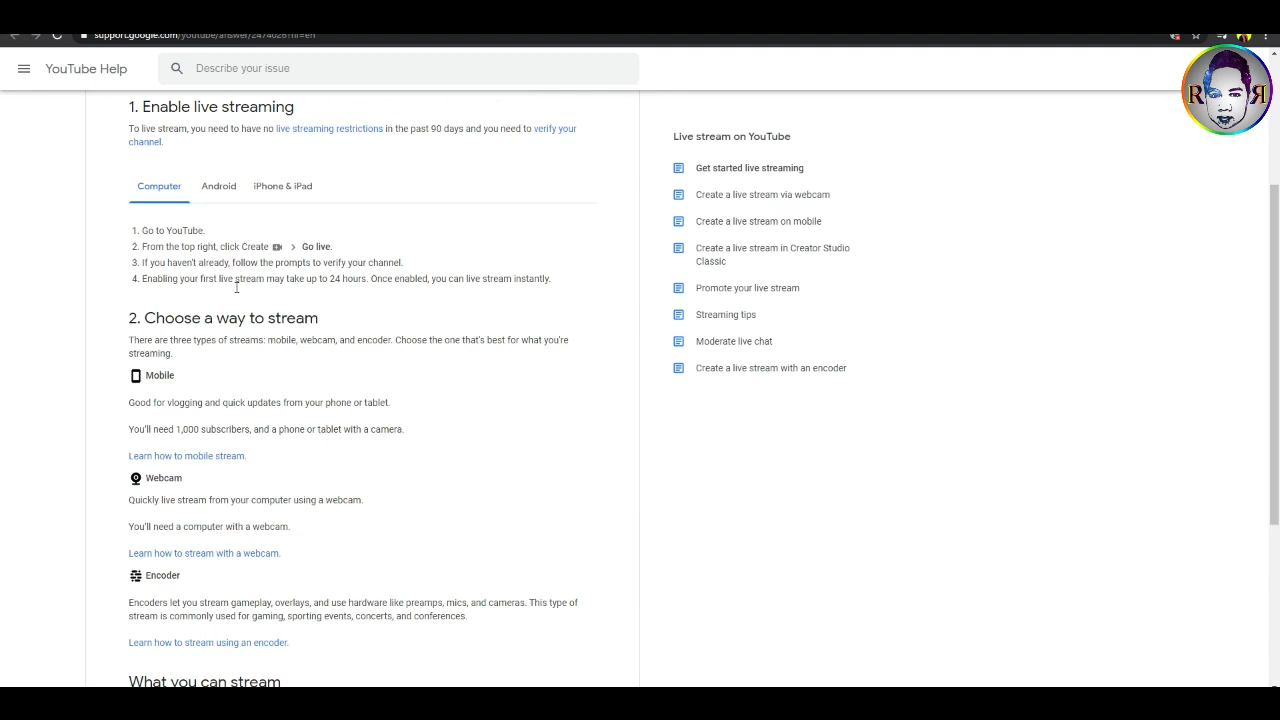 support.google.com/youtube/answer/2474026?hl=en
YouTube Help
Describe your issue
R R
1. Enable live streaming
To live stream, you need to have no live streaming restrictions in the past 90 days and you need to verify your
channel.
Computer Android iPhone & iPad
1. Go to YouTube.
2. From the top right, click Create > Go live.
3. If you haven't already, follow the prompts to verify your channel.
4. Enabling your first live stream may take up to 24 hours. Once enabled, you can live stream instantly.
2. Choose a way to stream
There are three types of streams: mobile, webcam, and encoder. Choose the one that's best for what you're
streaming.
Mobile
Good for vlogging and quick updates from your phone or tablet.
You'll need 1,000 subscribers, and a phone or tablet with a camera.
Learn how to mobile stream.
Webcam
Quickly live stream from your computer using a webcam.
You'll need a computer with a webcam.
Learn how to stream with a webcam.
Encoder
Encoders let you stream gameplay, overlays, and use hardware like preamps, mics, and cameras. This type of
stream is commonly used for gaming, sporting events, concerts, and conferences.
Learn how to stream using an encoder.
What you can stream
Live stream on YouTube
Get started live streaming
Create a live stream via webcam
Create a live stream on mobile
Create a live stream in Creator Studio
Classic
Promote your live stream
Streaming tips
Moderate live chat
Create a live stream with an encoder